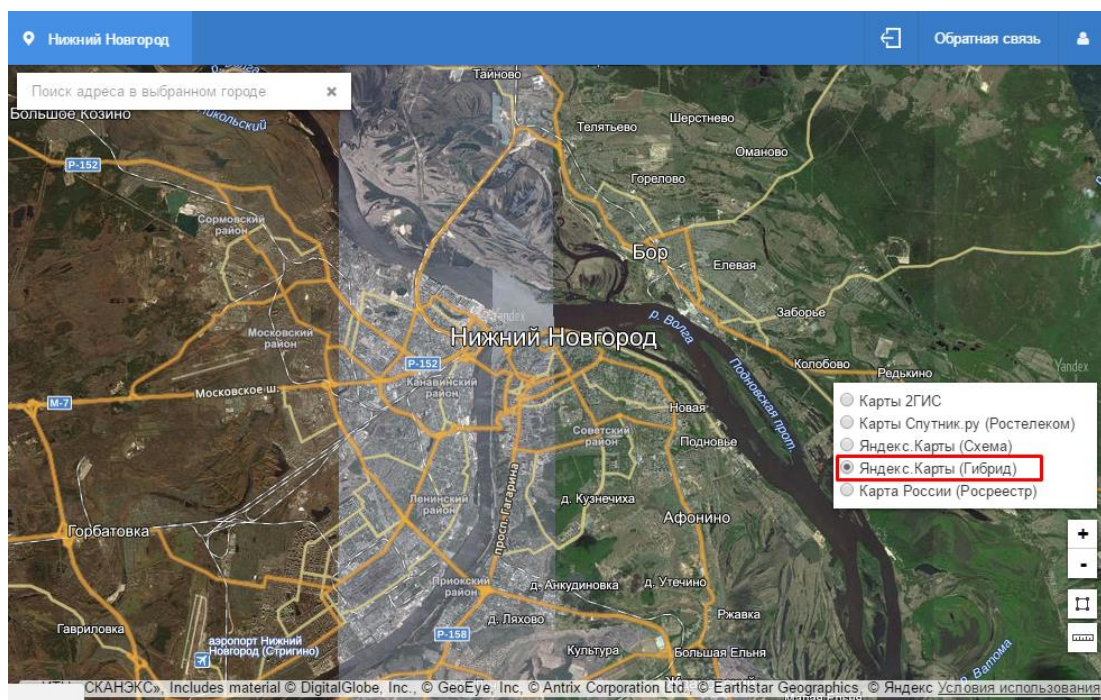 Нижний Новгород
Обратная связь
Поиск адреса в выбранном городе
Тайново
Большое Козино
Никольский
Телятьево
Шерстнево
Оманово
Р-152
Горелово
Сормовский
район
Бор
Елевая
р. Волга
Заборье
Yandex
Московский
район
Нижний Новгород
Р-152
Подновская прот.
Колобово
Редькино
Yandex
Канавинский
район
Московское ш.
М-7
Новая
Советский
район
Подновье
Карты 2ГИС
Карты Спутник.ру (Ростелеком)
Яндекс.Карты (Схема)
Яндекс.Карты (Гибрид)
Карта России (Росреестр)
Ленинский
район
просп. Гагарина
д. Кузнечиха
Горбатовка
Афонино
+
-
Приокский
район
д. Анкудиновка
д. Утечино
д. Ляхово
Ржавка
Гавриловка
Р-158
аэропорт Нижний
Новгород (Стригино)
Культура
Большая Ельня
р. Ватома
СКАНЭКС», Includes material © DigitalGlobe, Inc., © GeoEye, Inc, © Antrix Corporation Ltd., © Earthstar Geographics, © Яндекс Условия использования